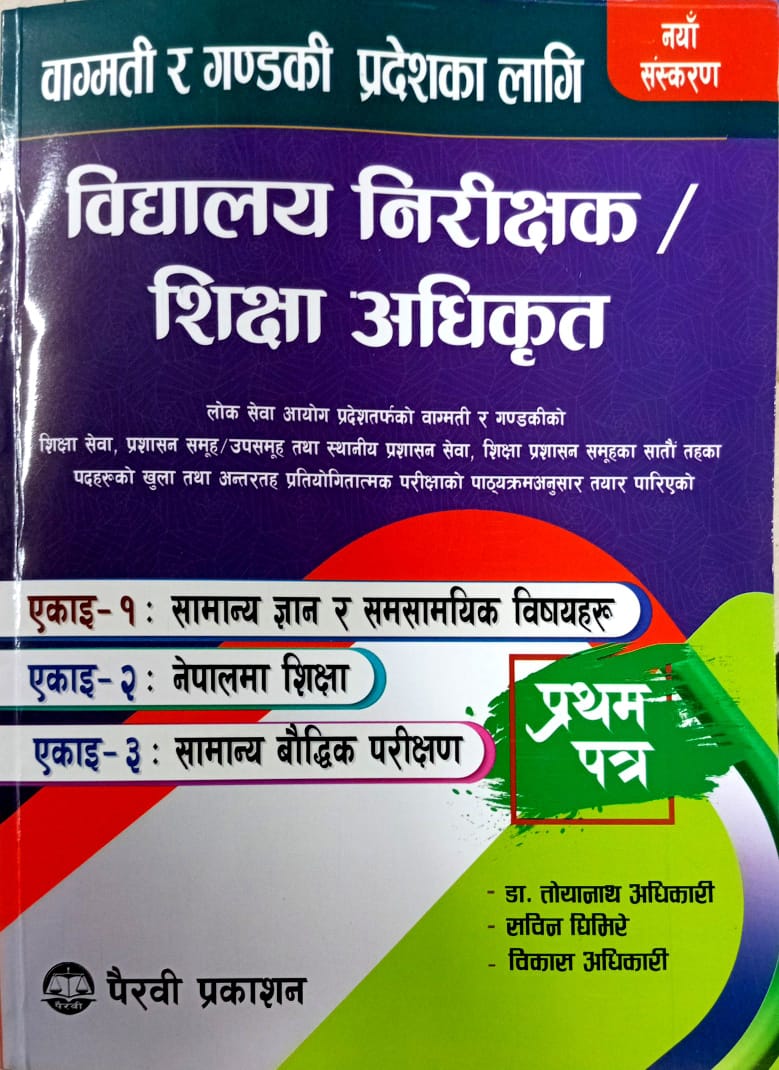 वाग्मती र गण्डकी प्रदेशका लागि
नयाँ
संस्करण
विद्यालय निरीक्षक /
शिक्षा अधिकृत
लोक सेवा आयोग प्रदेशतर्फको वाग्मती र गण्डकीको
शिक्षा सेवा, प्रशासन समूह/उपसमूह तथा स्थानीय प्रशासन सेवा, शिक्षा प्रशासन समूहका सातौं तहका
पदहरूको खुला तथा अन्तरतह प्रतियोगितात्मक परीक्षाको पाठ्यक्रमअनुसार तयार पारिएको
एकाइ-१ : सामान्य ज्ञान र समसामयिक विषयहरू
एकाइ-२ : नेपालमा शिक्षा
एकाइ-३ : सामान्य बौद्धिक परीक्षण
प्रथम
पत्र
- डा. तोयानाथ अधिकारी
- सविन घिमिरे
- विकास अधिकारी
पैरवी
पैरवी प्रकाशन